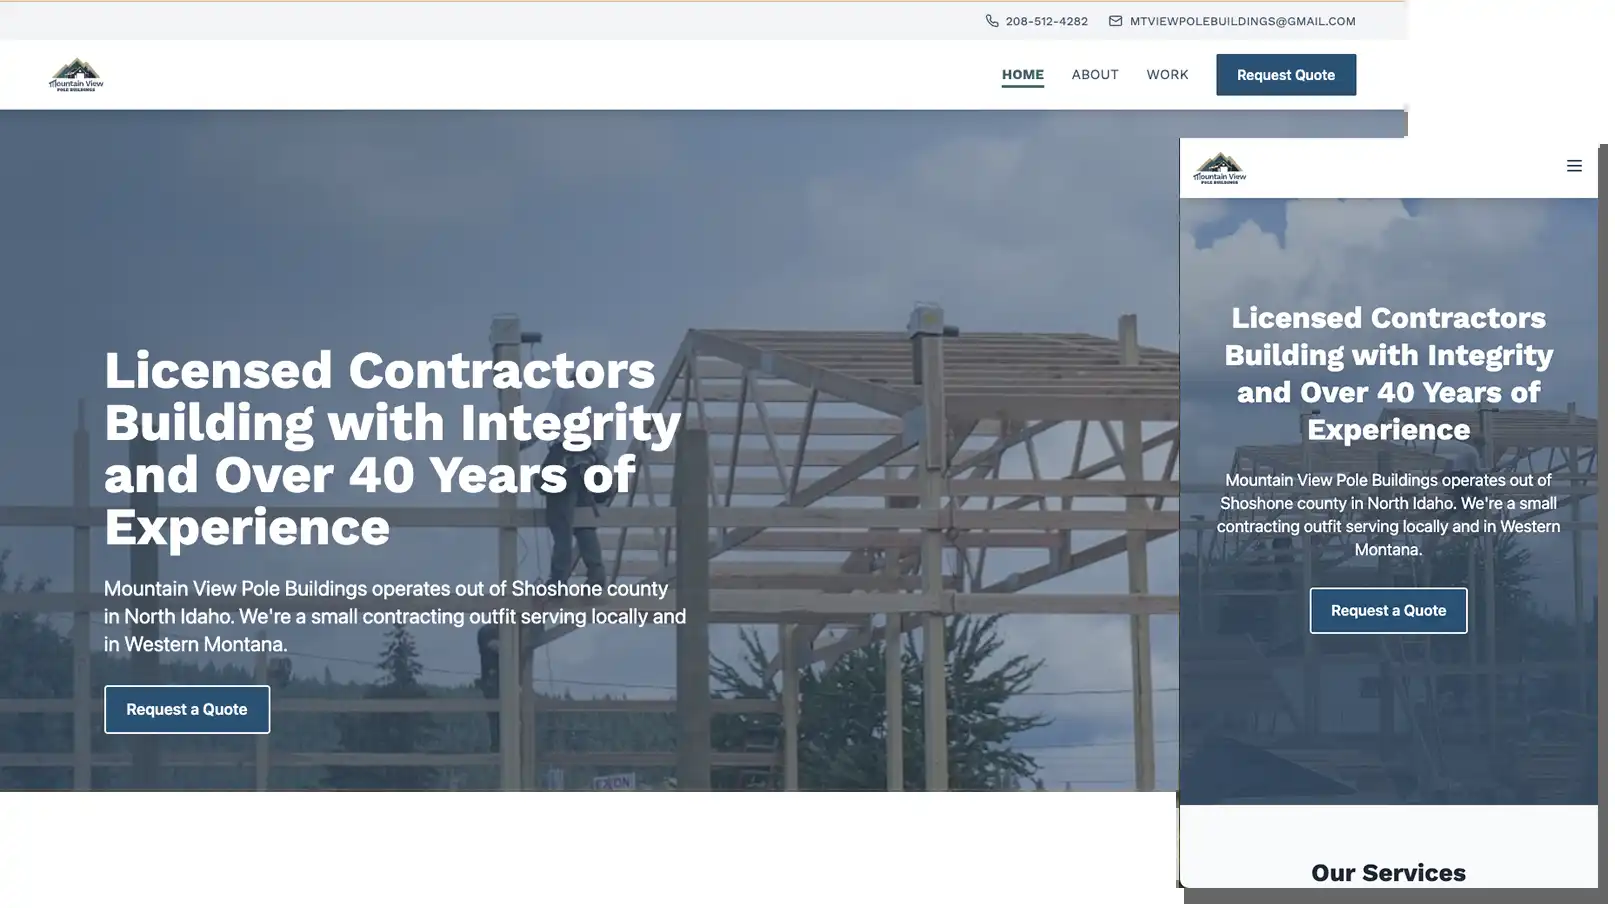 208-512-4282
MTVIEWPOLEBUILDINGS@GMAIL.COM
Mountain View
POLE BUILDINGS
HOME
ABOUT
WORK
Request Quote
Licensed Contractors
Building with Integrity
and Over 40 Years of
Experience
Mountain View Pole Buildings operates out of Shoshone county
in North Idaho. We're a small contracting outfit serving locally and
in Western Montana.
Request a Quote
EXXON
Mountain View
POLE BUILDINGS
Licensed Contractors
Building with Integrity
and Over 40 Years of
Experience
Mountain View Pole Buildings operates out of
Shoshone county in North Idaho. We're a small
contracting outfit serving locally and in Western
Montana.
Request a Quote
Our Services